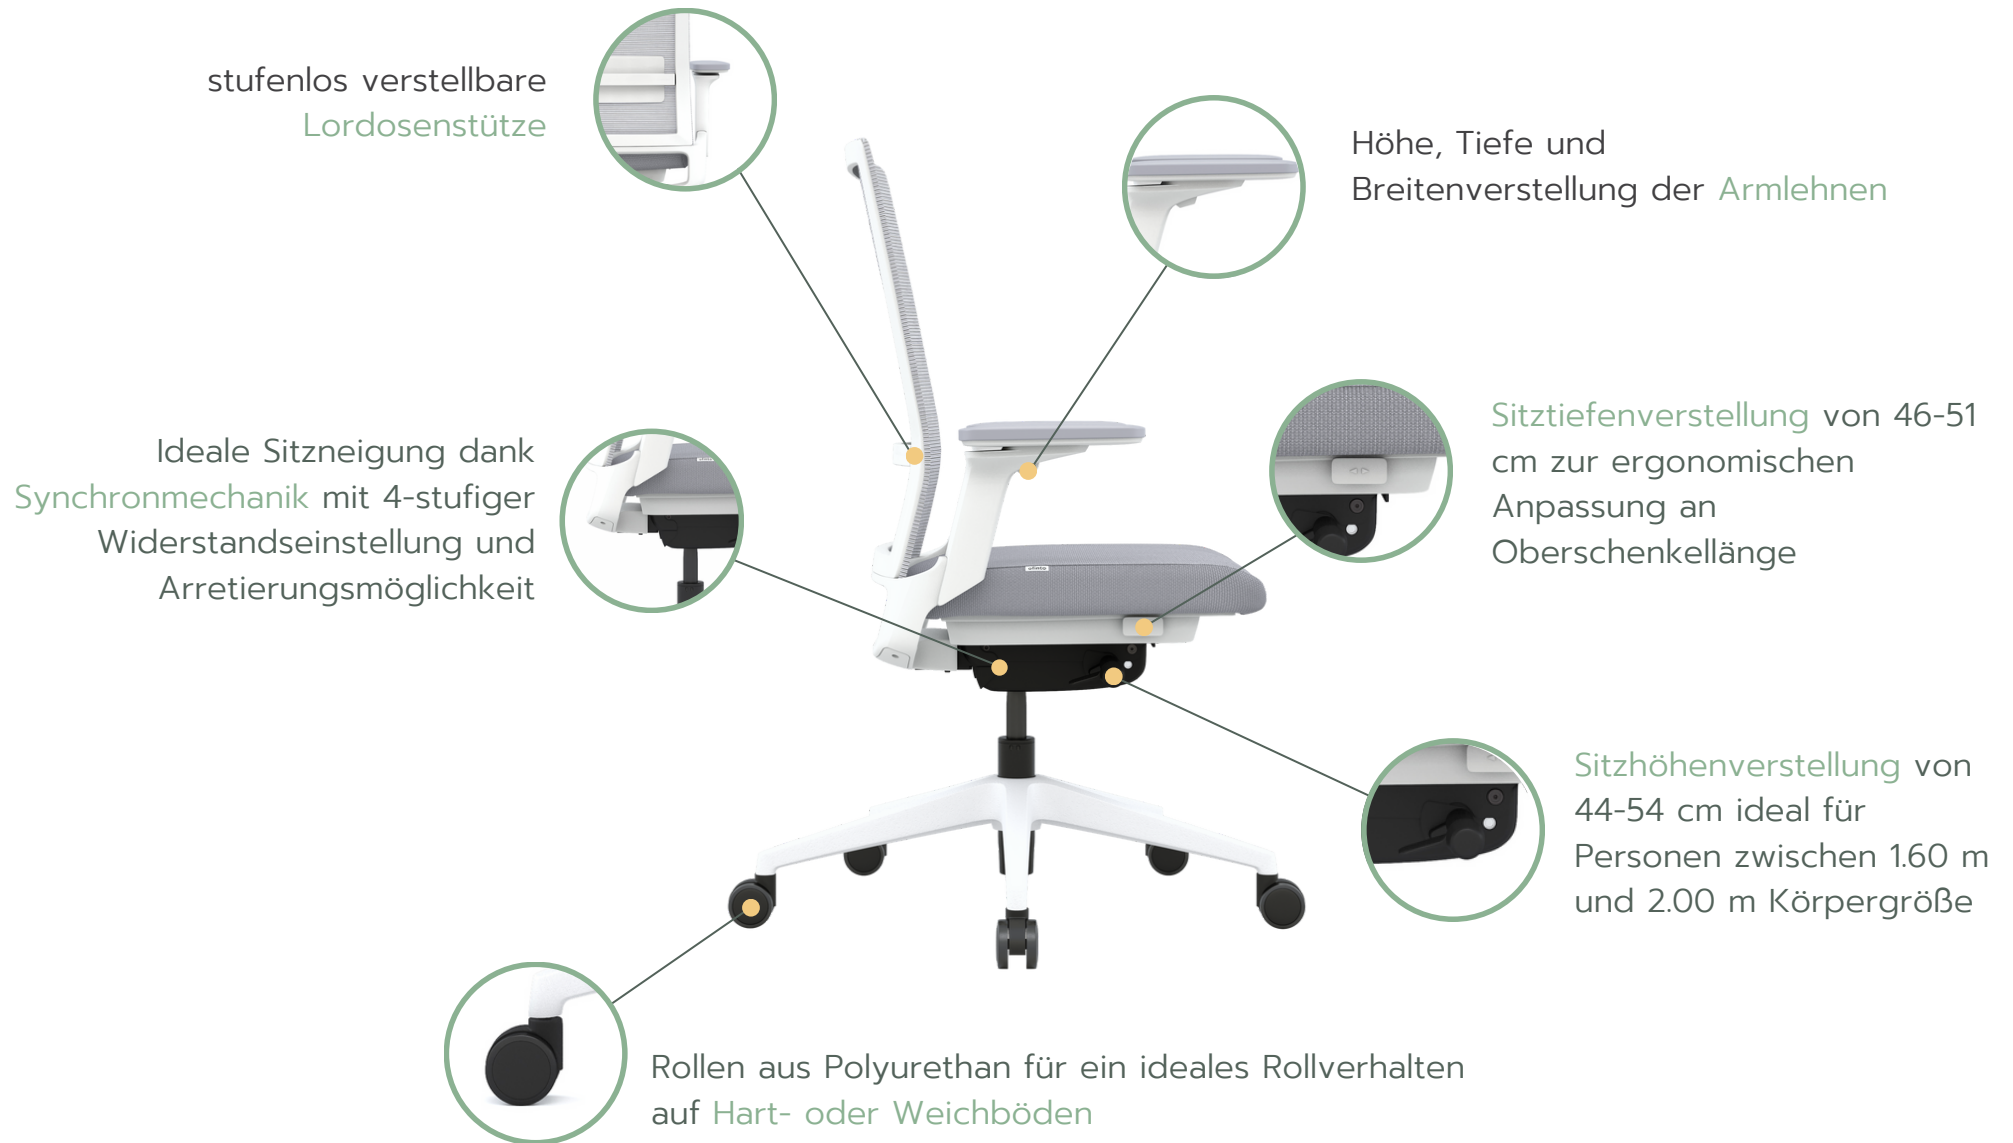 stufenlos verstellbare
Lordosenstütze
Höhe, Tiefe und
Breitenverstellung der Armlehnen
Ideale Sitzneigung dank
Synchronmechanik mit 4-stufiger
Widerstandseinstellung und
Arretierungsmöglichkeit
Sitztiefenverstellung von 46-51
cm zur ergonomischen
Anpassung an
Oberschenkellänge
Sitzhöhenverstellung von
44-54 cm ideal für
Personen zwischen 1.60 m
und 2.00 m Körpergröße
Rollen aus Polyurethan für ein ideales Rollverhalten
auf Hart- oder Weichböden